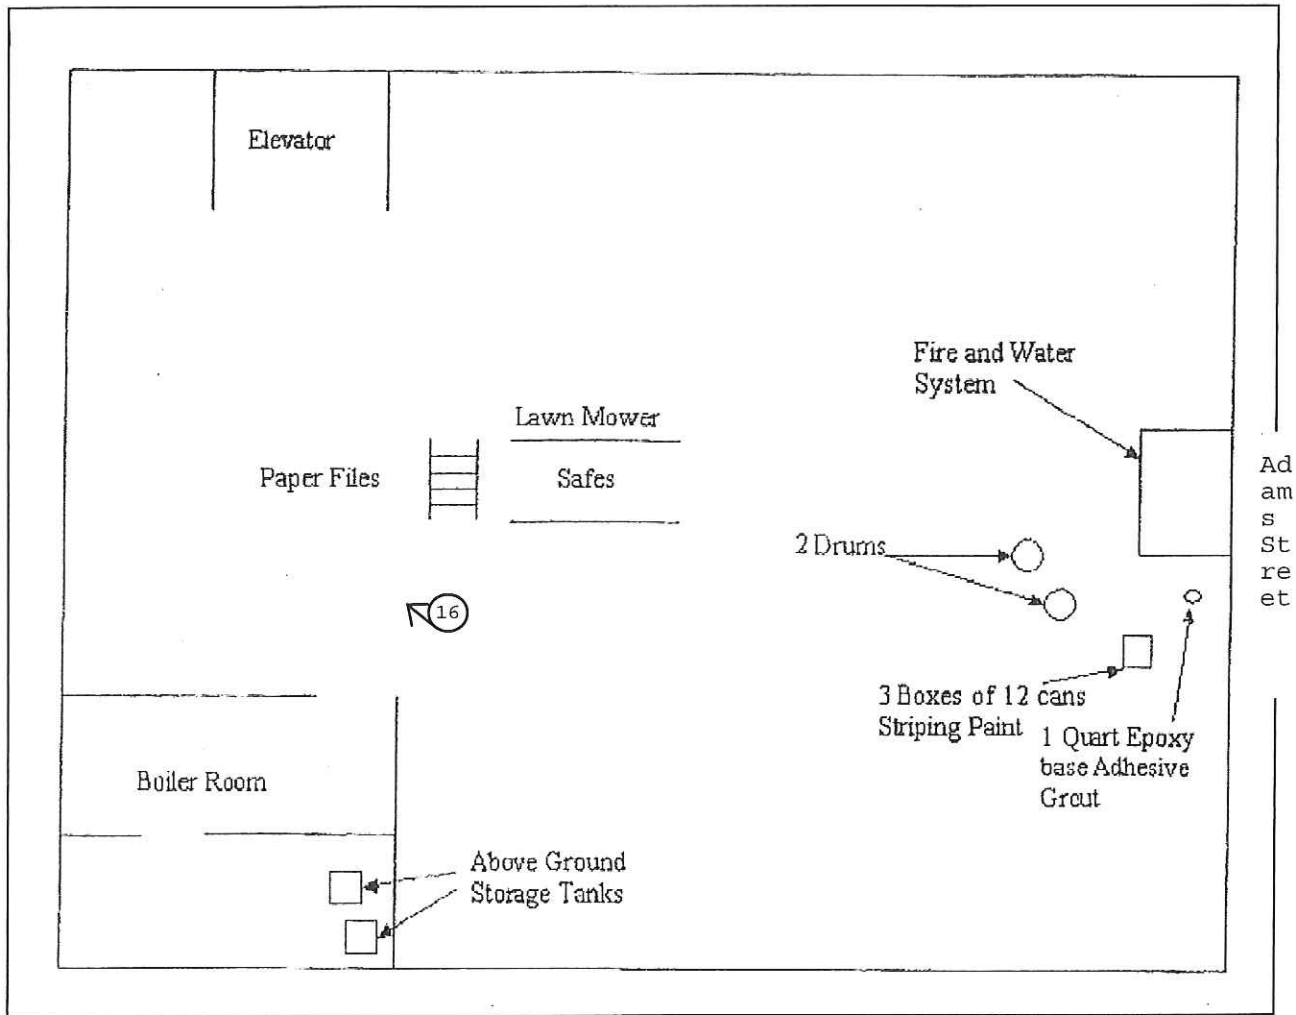 Elevator
Fire and Water
System
Lawn Mower
Paper Files
Safes
Ad
am
s
St
re
et
2 Drums
16
3 Boxes of 12 cans
Striping Paint
1 Quart Epoxy
base Adhesive
Grout
Boiler Room
Above Ground
Storage Tanks